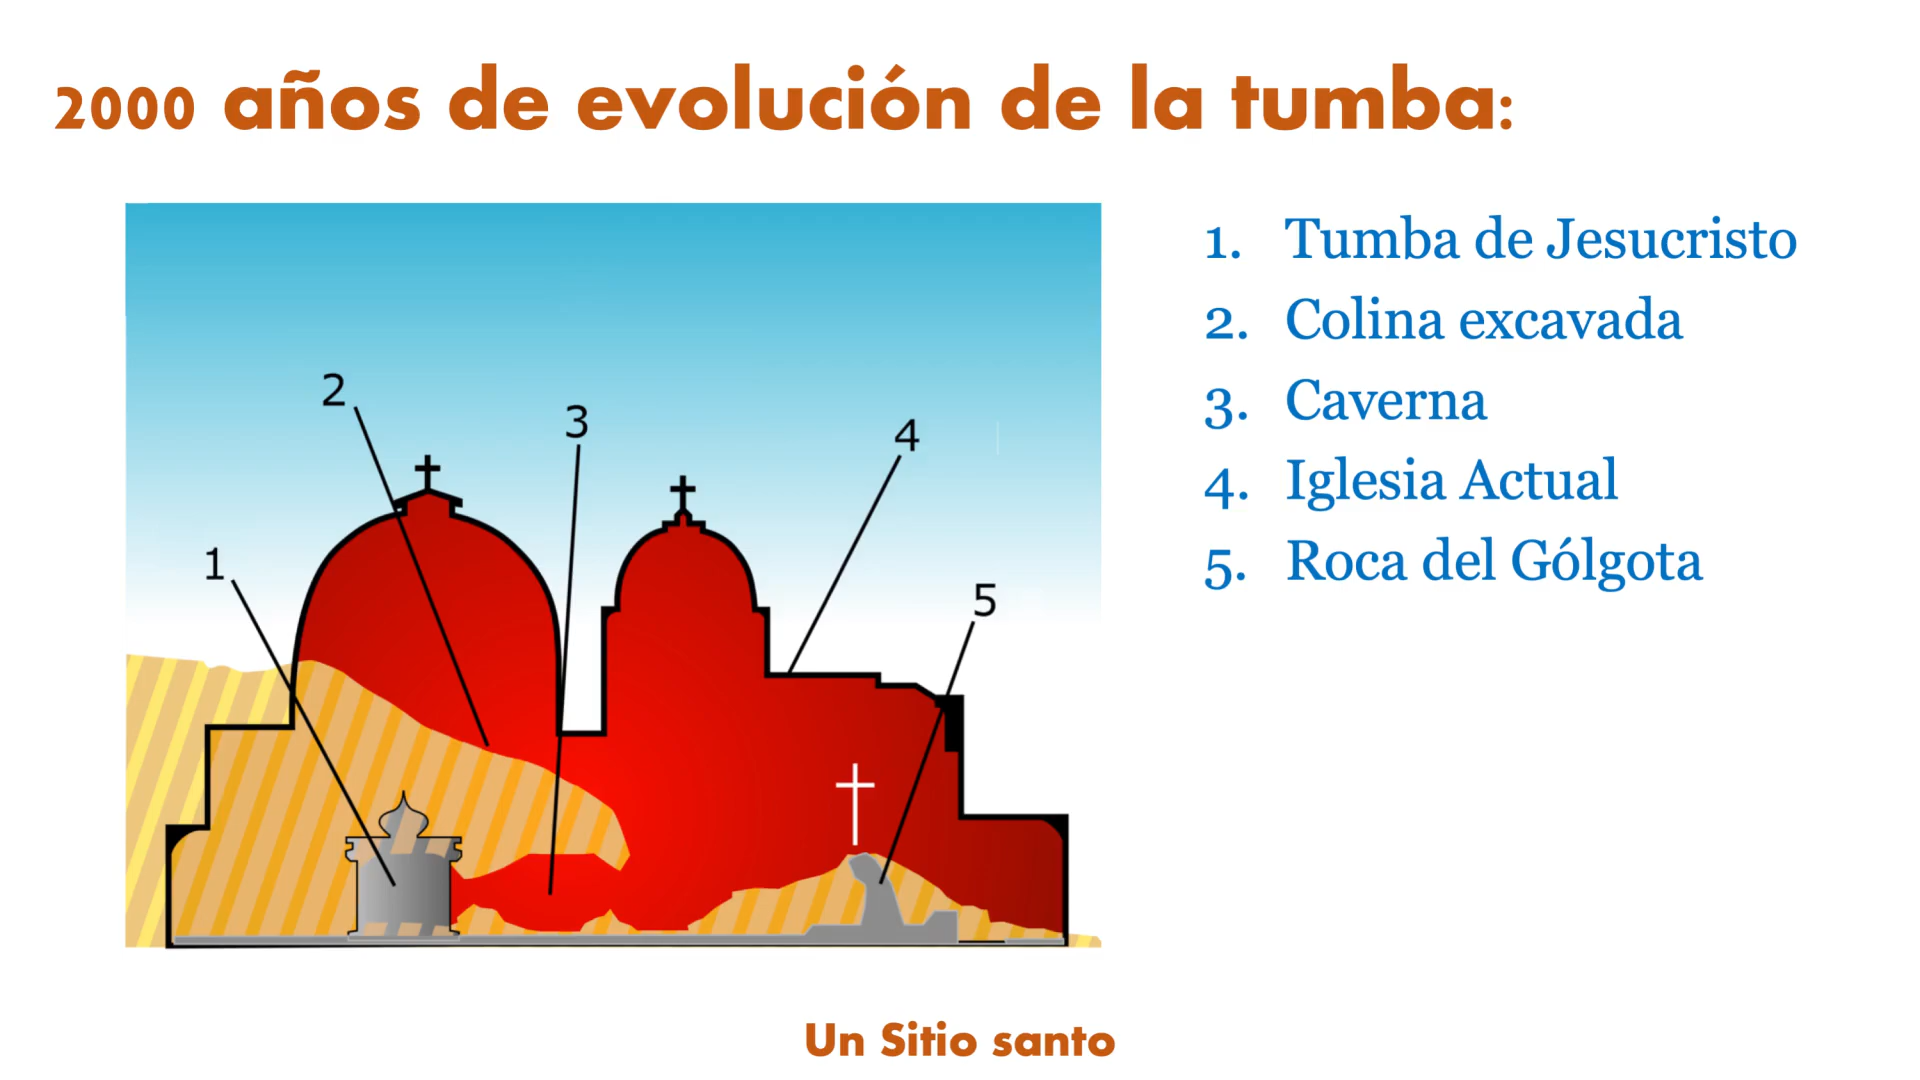 2000 años de evolución de la tumba:
1. Tumba de Jesucristo
2. Colina excavada
3. Caverna
4. Iglesia Actual
5. Roca del Gólgota
2
3
4
1
5
Un Sitio santo